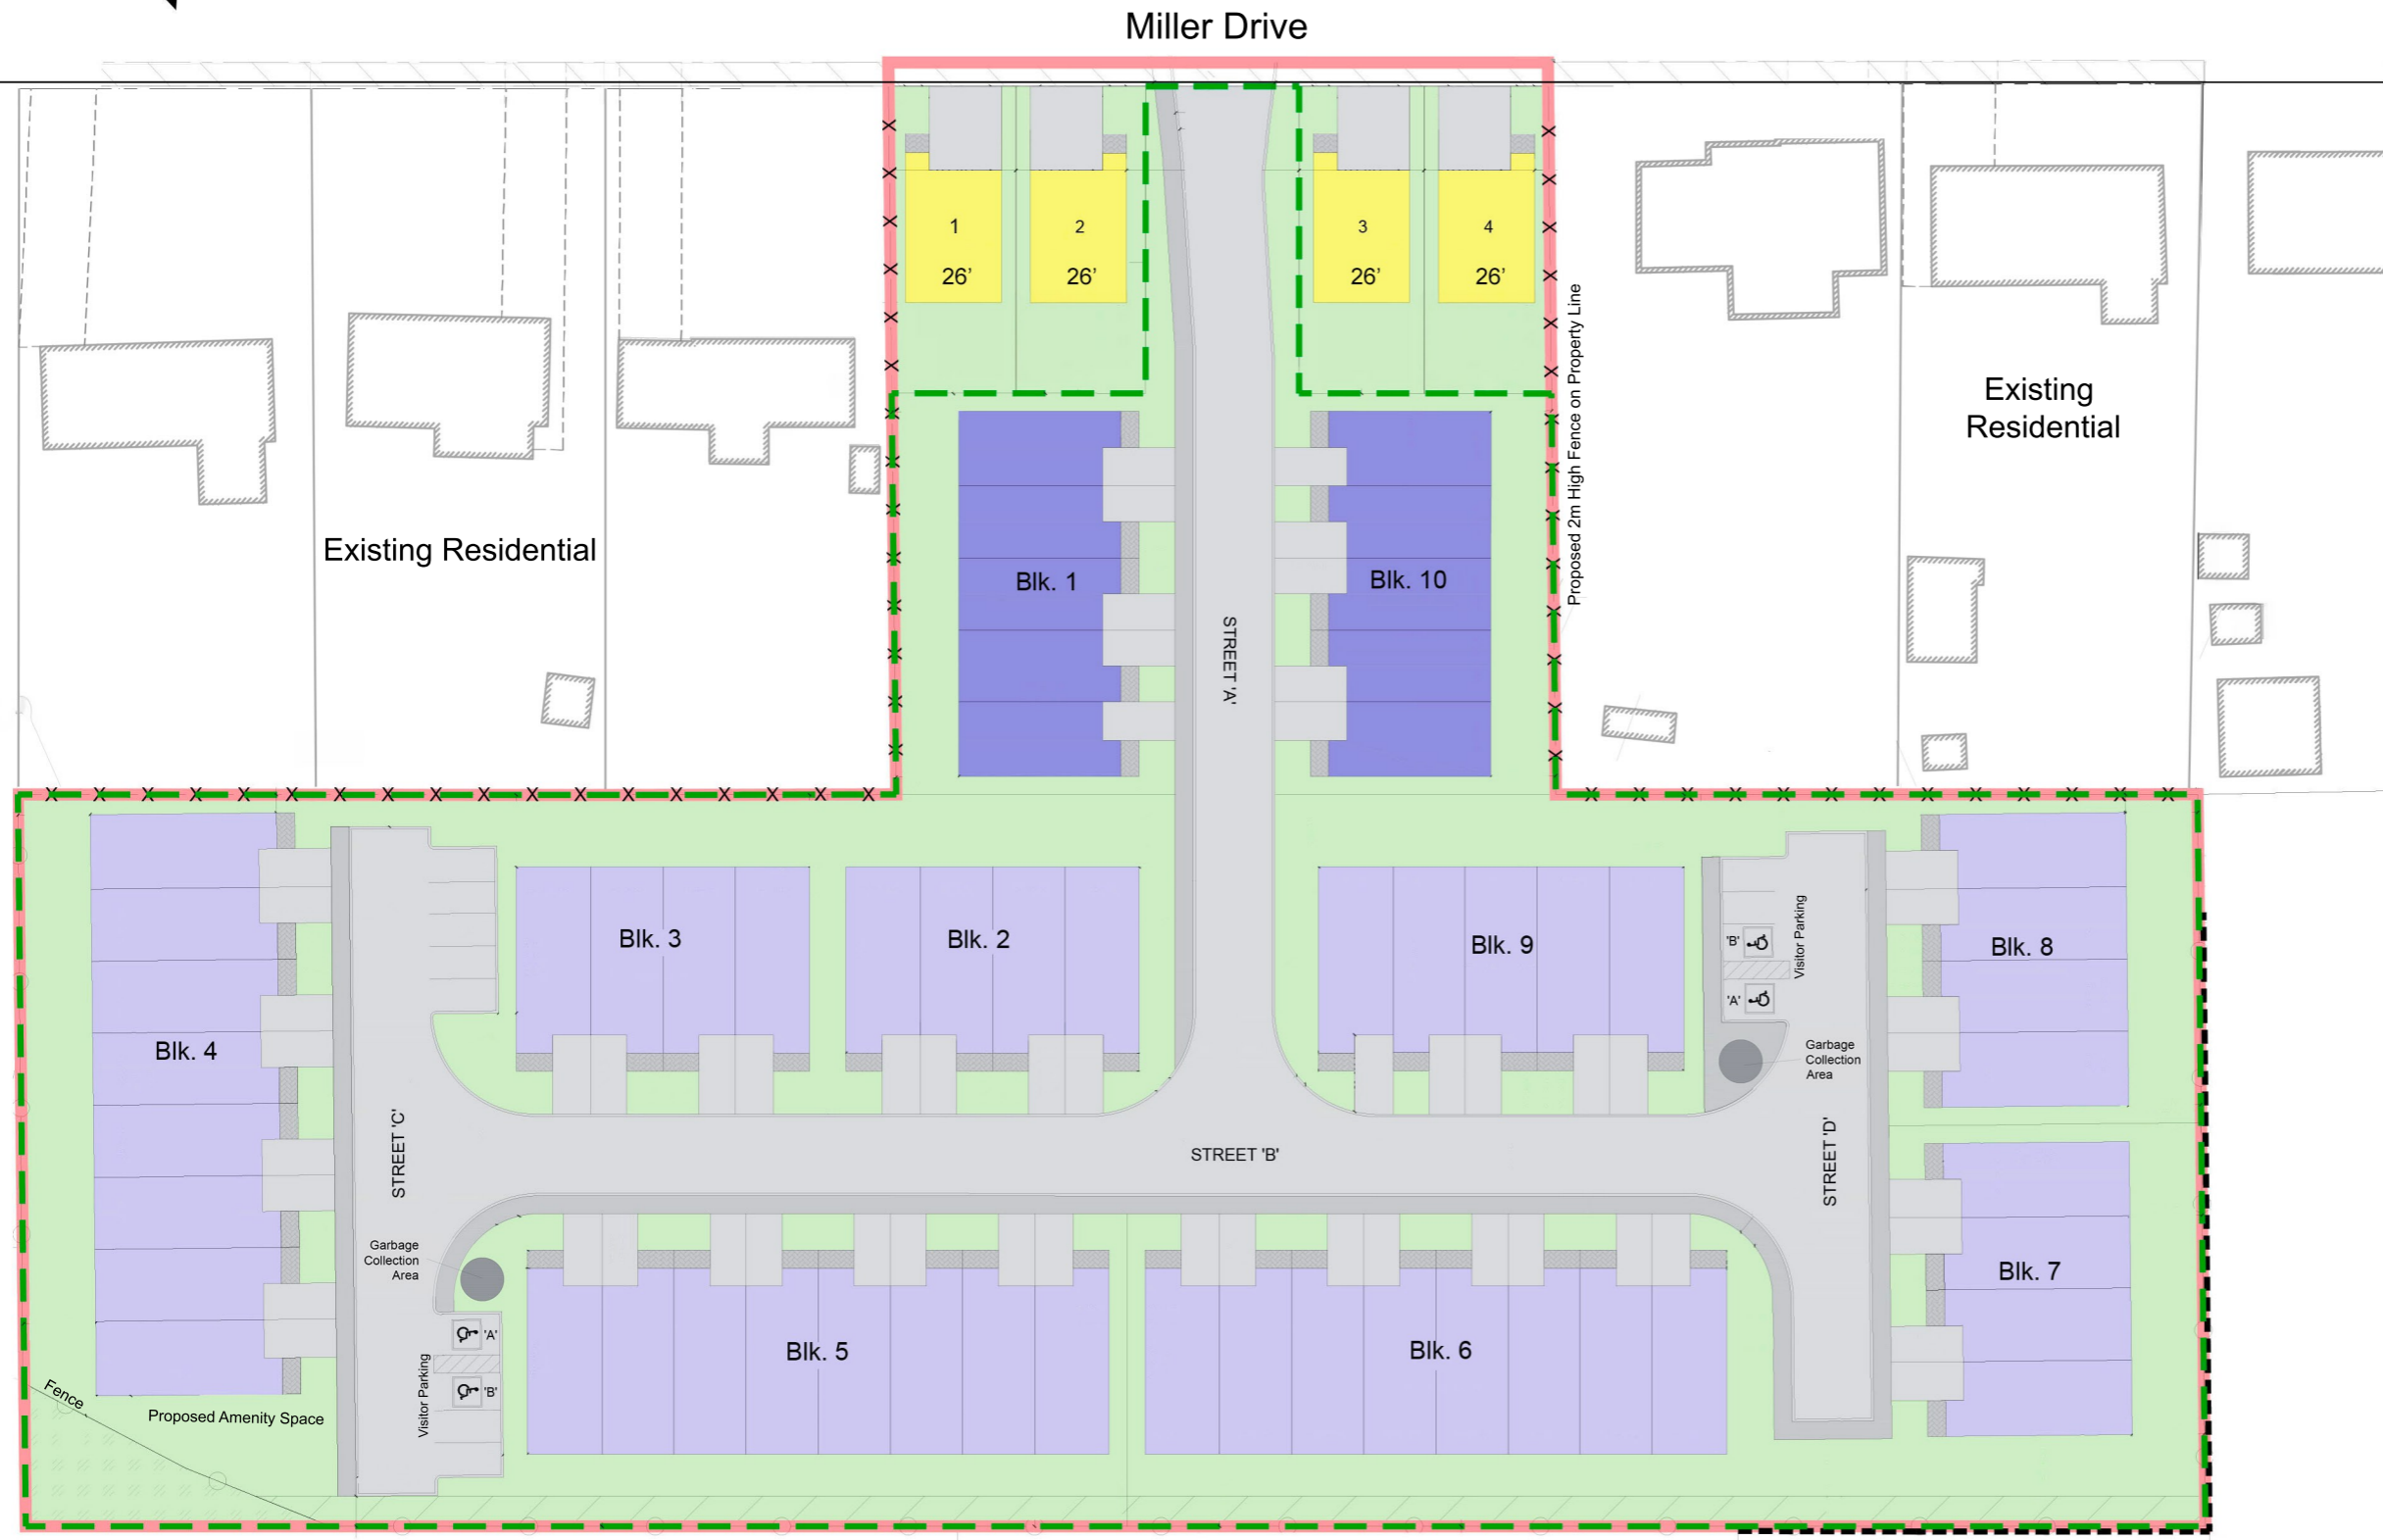 Miller Drive
1
26’
2
26’
3
26’
4
26’
Proposed 2m High Fence on Property Line
Existing
Residential
Existing Residential
Blk. 1
Blk. 10
STREET 'A'
Blk. 3
Blk. 2
Blk. 9
'B'
'A'
Visitor Parking
Blk. 8
Blk. 4
Garbage
Collection
Area
STREET 'C'
STREET 'B'
STREET 'D'
Garbage
Collection
Area
Blk. 7
'A'
'B'
Visitor Parking
Blk. 5
Blk. 6
Fence
Proposed Amenity Space